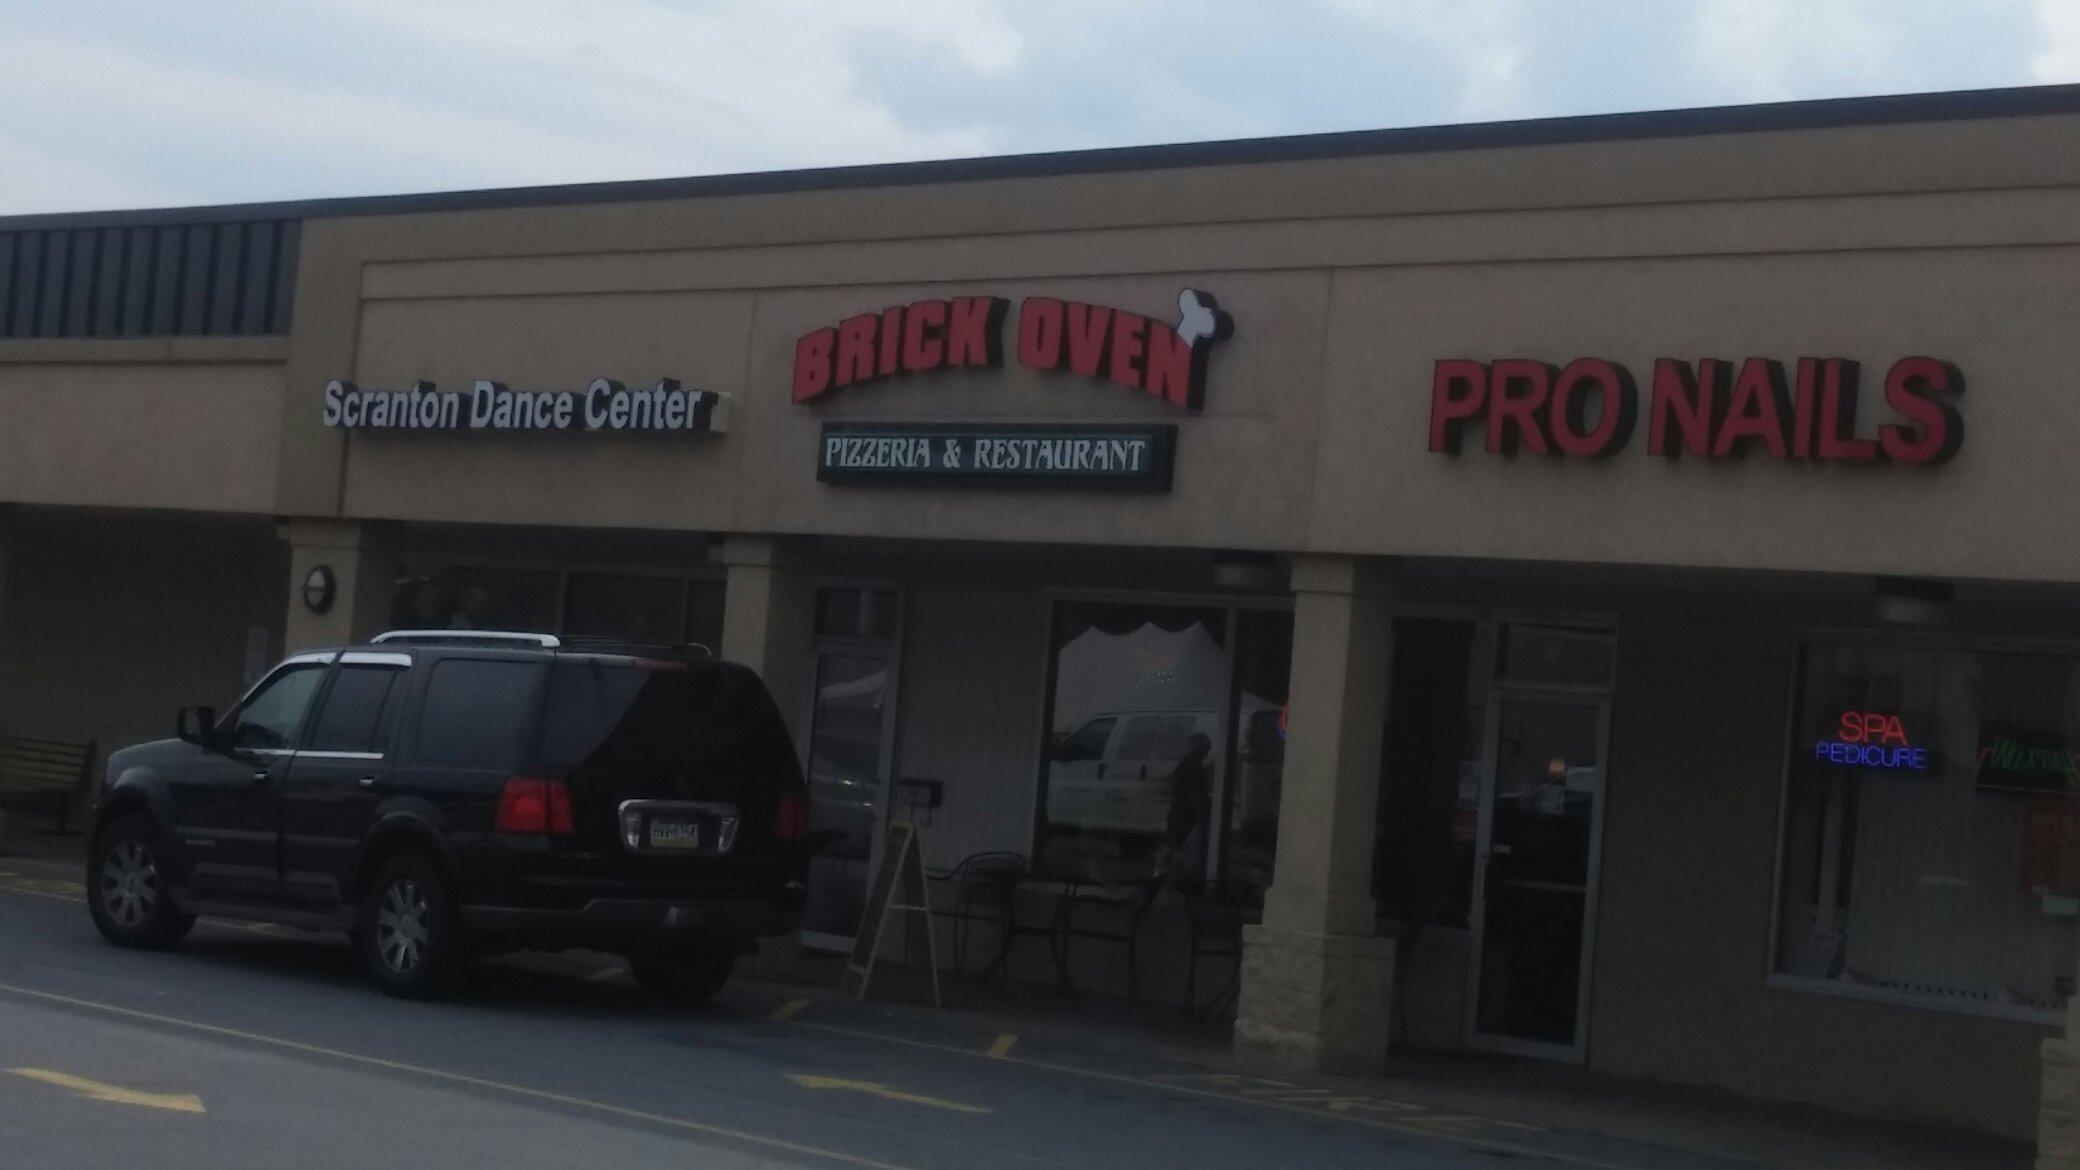 Scranton Dance Center
BRICK OVEN
PIZZERIA & RESTAURANT
PRO NAILS
SPA
PEDICURE